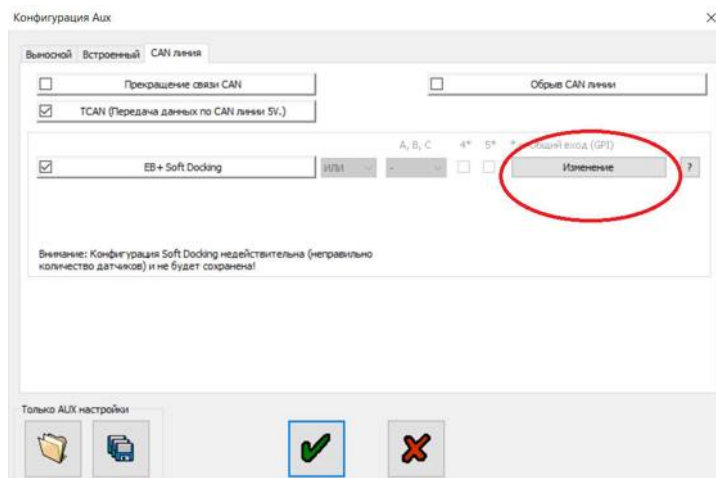 Конфигурация Aux
Выносной Встроенный CAN линия
Прекращение связи CAN
Обрыв CAN линии
TCAN (Передача данных по CAN линии 5V.)
A, B, C 4* 5* * Общий вход (GPI)
EB+ Soft Docking ИЛИ - Изменение ?
Внимание: Конфигурация Soft Docking недействительна (неправильно
количество датчиков) и не будет сохранена!
Только AUX настройки